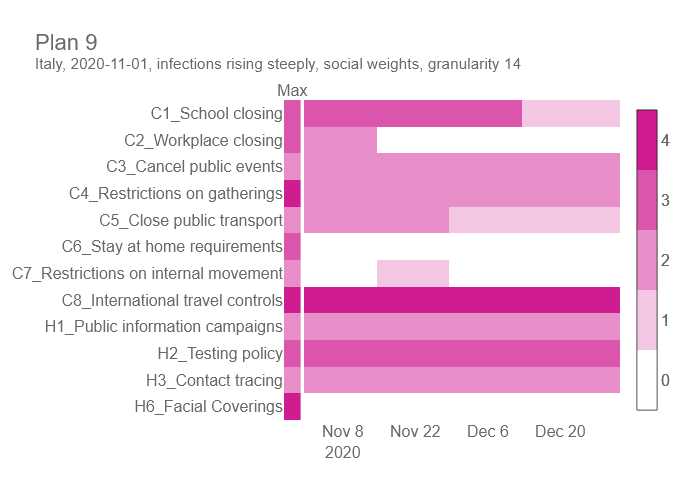 Plan 9
Italy, 2020-11-01, infections rising steeply, social weights, granularity 14
Max
C1_School closing
C2_Workplace closing
C3_Cancel public events
C4_Restrictions on gatherings
C5_Close public transport
C6_Stay at home requirements
C7_Restrictions on internal movement
C8_International travel controls
H1_Public information campaigns
H2_Testing policy
H3_Contact tracing
H6_Facial Coverings
4
3
2
1
0
Nov 8 Nov 22 Dec 6 Dec 20
2020